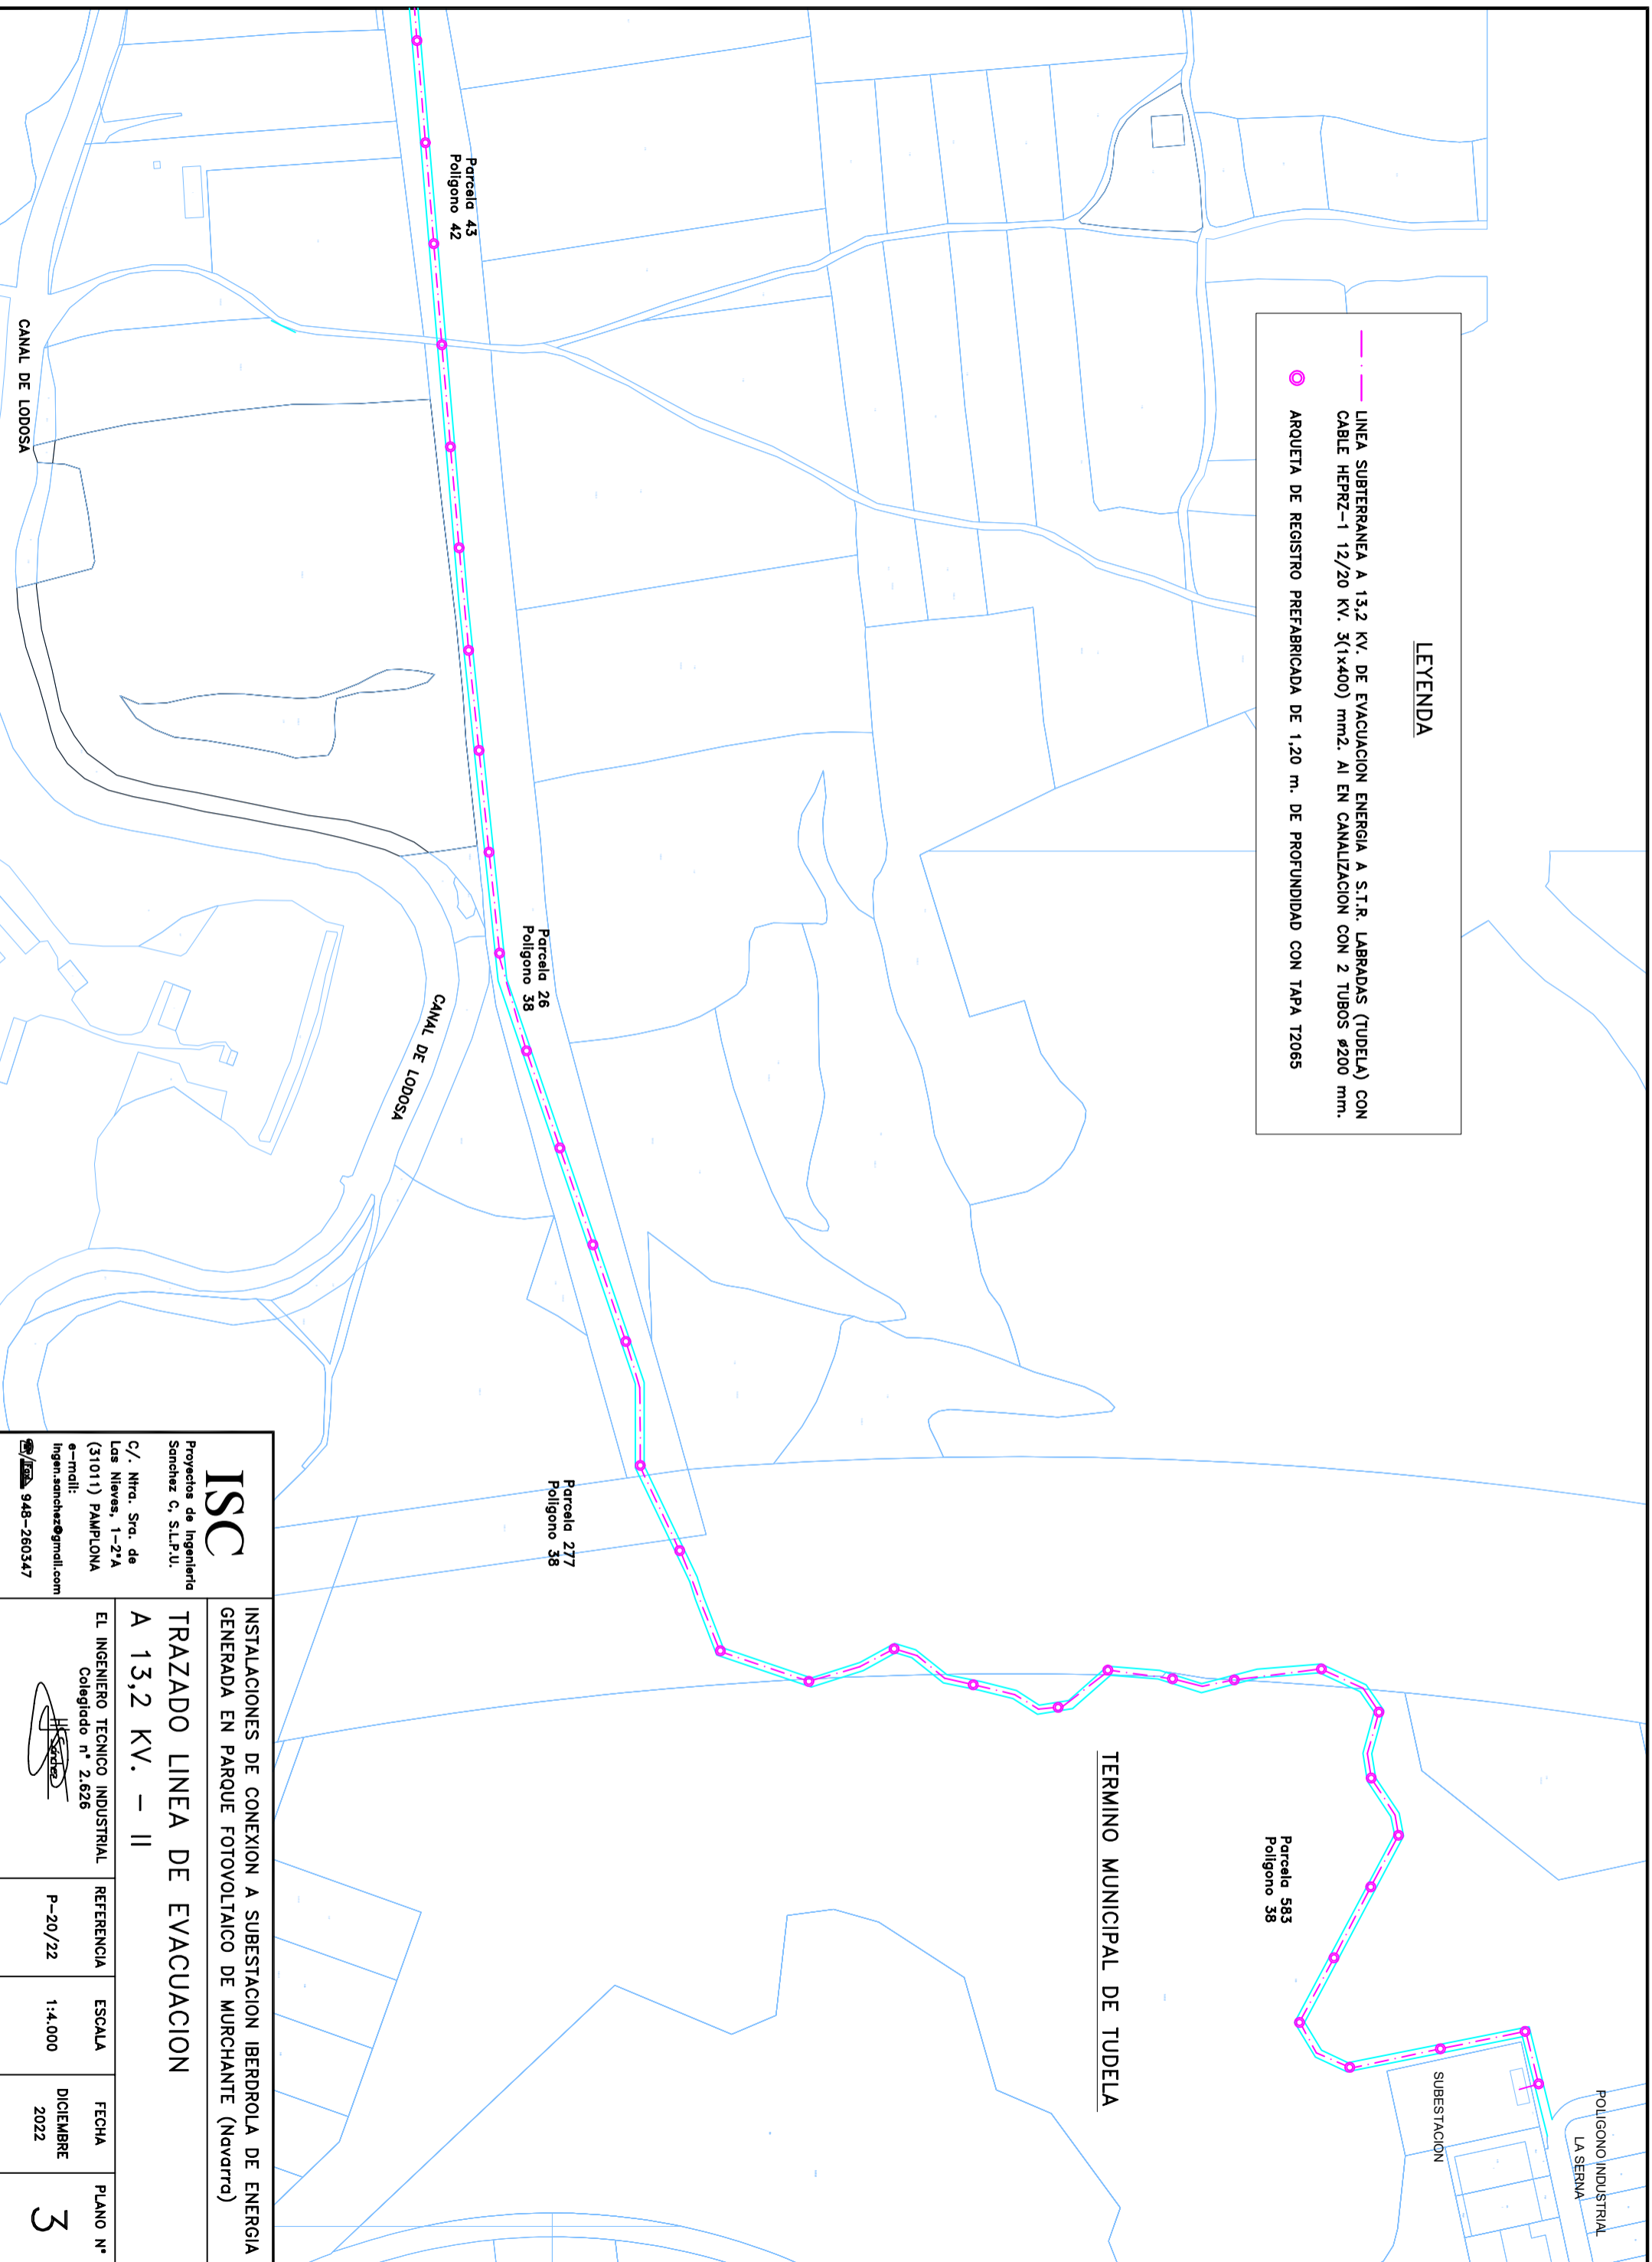 LEYENDA
LINEA SUBTERRANEA A 13,2 KV. DE EVACUACION ENERGIA A S.T.R. LABRADAS (TUDELA) CON
CABLE HEPRZ-1 12/20 KV. 3(1x400) mm2. Al EN CANALIZACION CON 2 TUBOS ø200 mm.
ARQUETA DE REGISTRO PREFABRICADA DE 1,20 m. DE PROFUNDIDAD CON TAPA T2065
POLIGONO INDUSTRIAL
LA SERNA
SUBESTACION
Parcela 583
Poligono 38
TERMINO MUNICIPAL DE TUDELA
Parcela 43
Poligono 42
Parcela 26
Poligono 38
Parcela 277
Poligono 38
CANAL DE LODOSA
CANAL DE LODOSA
ISC
Proyectos de Ingenieria
Sanchez C, S.L.P.U.
C/. Ntra. Sra. de
Las Nieves, 1-2ºA
(31011) PAMPLONA
e-mail:
ingen.sanchez@gmail.com
☎/Fax 948-260347
INSTALACIONES DE CONEXION A SUBESTACION IBERDROLA DE ENERGIA
GENERADA EN PARQUE FOTOVOLTAICO DE MURCHANTE (Navarra)
TRAZADO LINEA DE EVACUACION
A 13,2 KV. - II
EL INGENIERO TECNICO INDUSTRIAL
Colegiado nº 2.626
REFERENCIA
P-20/22
ESCALA
1:4.000
FECHA
DICIEMBRE
2022
PLANO Nº
3